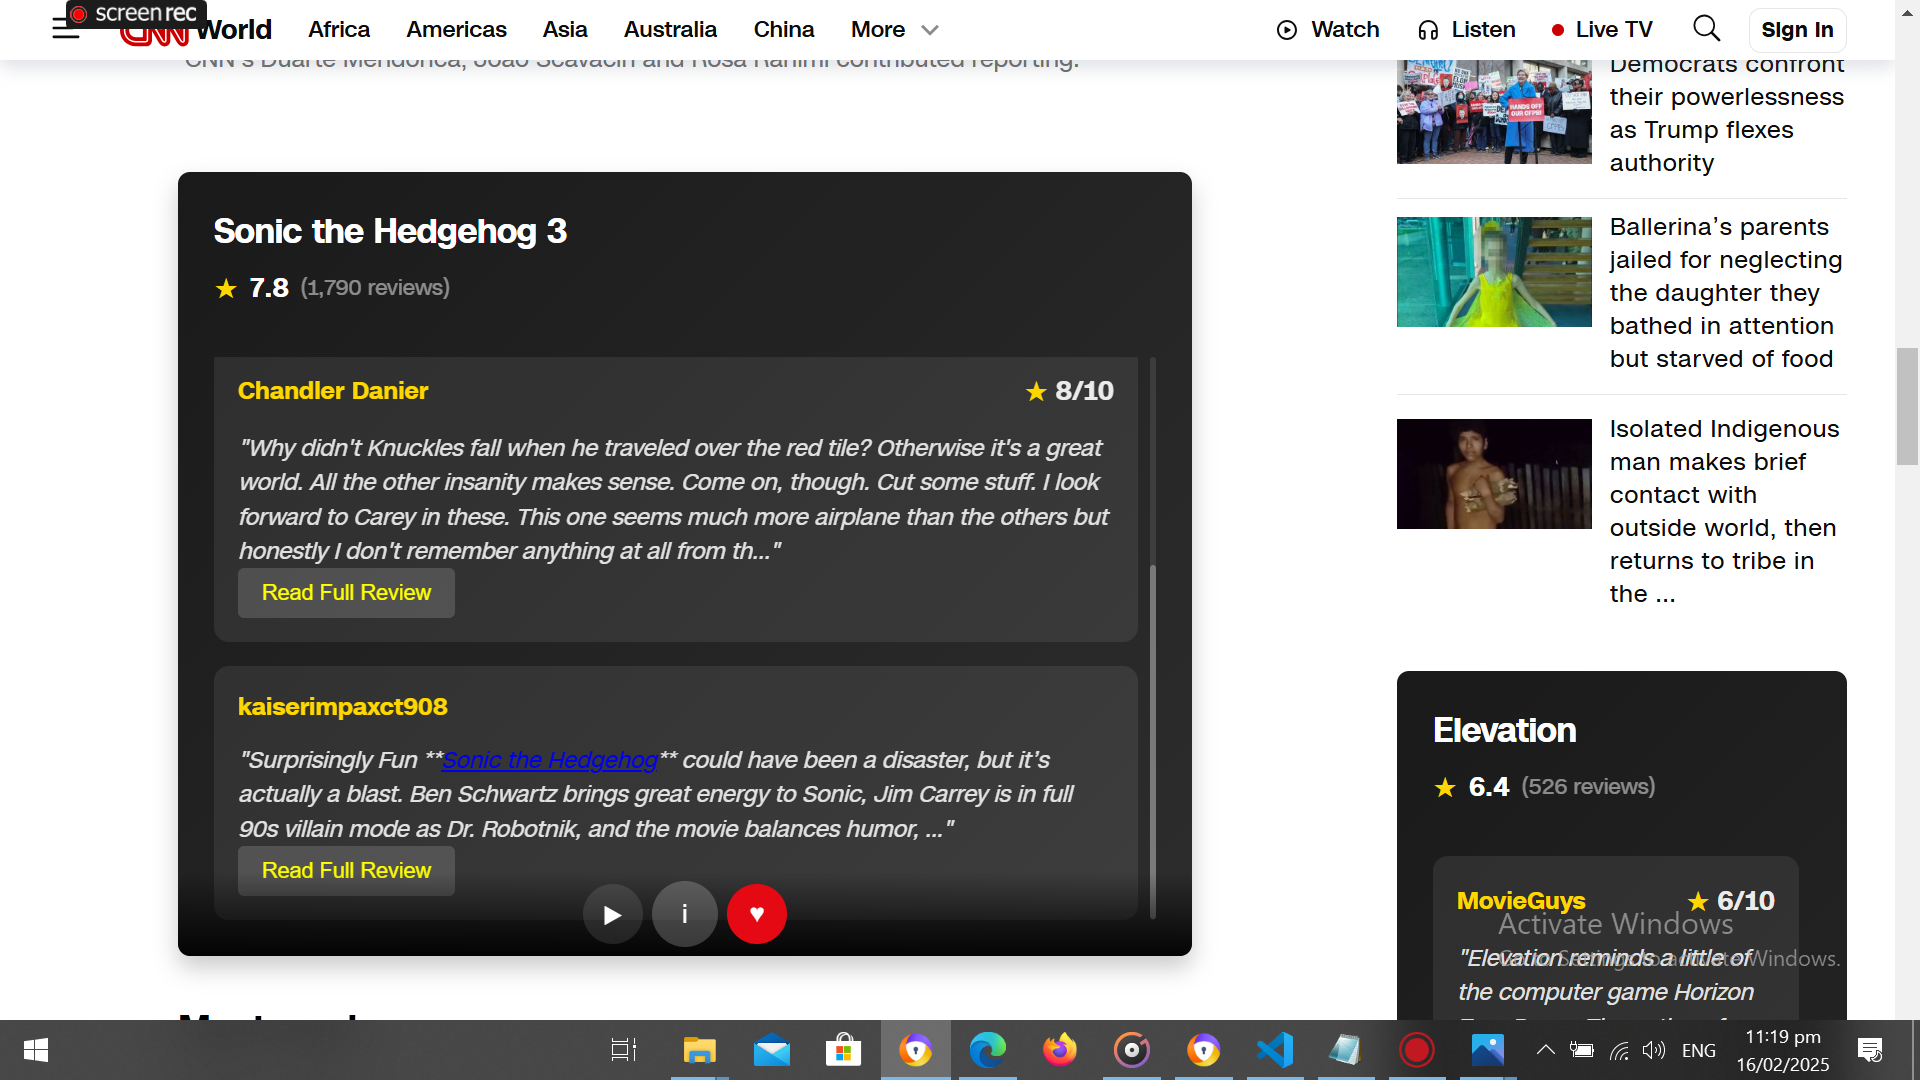 screen rec
CNN World Africa Americas Asia Australia China More Watch Listen Live TV Sign In
CNN's Duarte Mendonca, João Scavacin and Rosa Rahimi contributed reporting.
Sonic the Hedgehog 3
★ 7.8 (1,790 reviews)
Chandler Danier ★ 8/10
"Why didn't Knuckles fall when he traveled over the red tile? Otherwise it's a great
world. All the other insanity makes sense. Come on, though. Cut some stuff. I look
forward to Carey in these. This one seems much more airplane than the others but
honestly I don't remember anything at all from th..."
Read Full Review
kaiserimpaxct908
"Surprisingly Fun **Sonic the Hedgehog** could have been a disaster, but it’s
actually a blast. Ben Schwartz brings great energy to Sonic, Jim Carrey is in full
90s villain mode as Dr. Robotnik, and the movie balances humor, ..."
Read Full Review
▶ i ♥
Democrats confront
their powerlessness
as Trump flexes
authority
HANDS OFF
OUR CFPB!
Ballerina’s parents
jailed for neglecting
the daughter they
bathed in attention
but starved of food
Isolated Indigenous
man makes brief
contact with
outside world, then
returns to tribe in
the ...
Elevation
★ 6.4 (526 reviews)
MovieGuys ★ 6/10
"Elevation reminds a little of
the computer game Horizon
Activate Windows
Go to Settings to activate Windows.
ENG
11:19 pm
16/02/2025